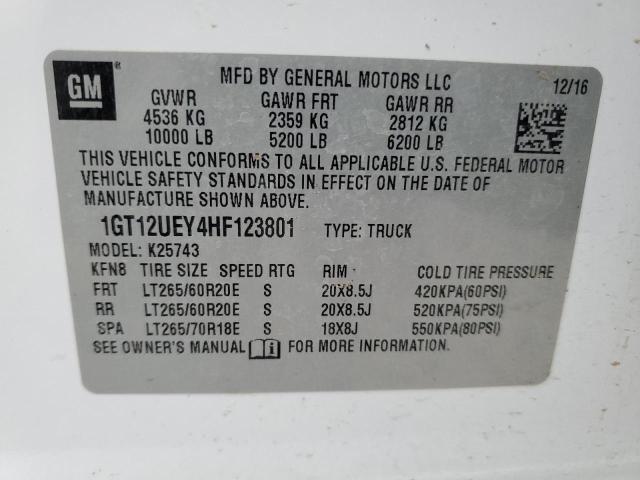 GM ®
MFD BY GENERAL MOTORS LLC 12/16
GVWR GAWR FRT GAWR RR
4536 KG 2359 KG 2812 KG
10000 LB 5200 LB 6200 LB
THIS VEHICLE CONFORMS TO ALL APPLICABLE U.S. FEDERAL MOTOR
VEHICLE SAFETY STANDARDS IN EFFECT ON THE DATE OF
MANUFACTURE SHOWN ABOVE.
1GT12UEY4HF123801 TYPE: TRUCK
MODEL: K25743
KFN8 TIRE SIZE SPEED RTG RIM COLD TIRE PRESSURE
FRT LT265/60R20E S 20X8.5J 420KPA(60PSI)
RR LT265/60R20E S 20X8.5J 520KPA(75PSI)
SPA LT265/70R18E S 18X8J 550KPA(80PSI)
SEE OWNER'S MANUAL i FOR MORE INFORMATION.